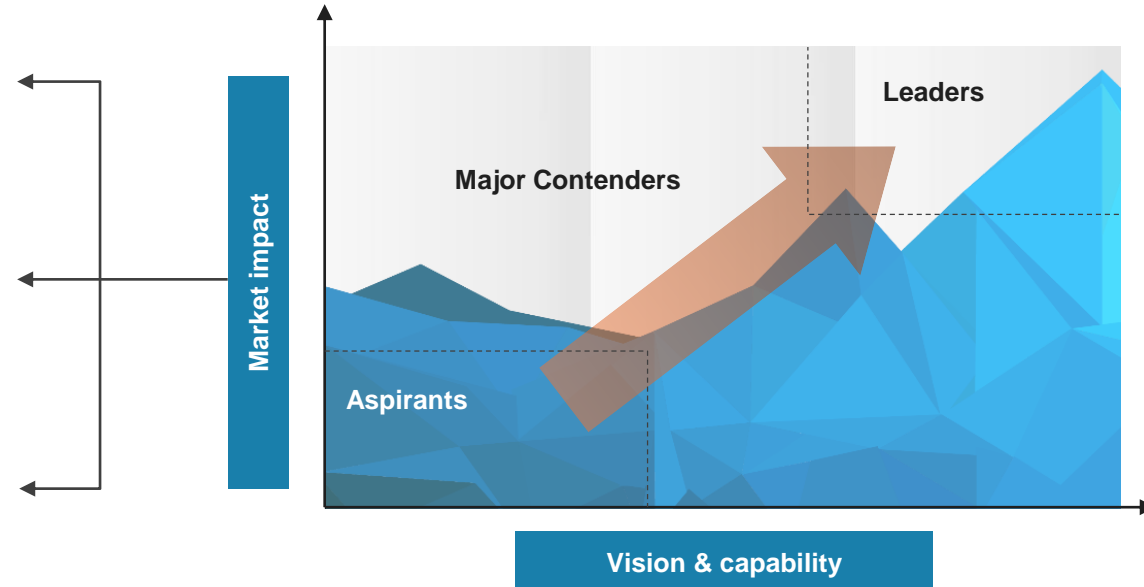 Leaders
Major Contenders
Market impact
Aspirants
Vision & capability